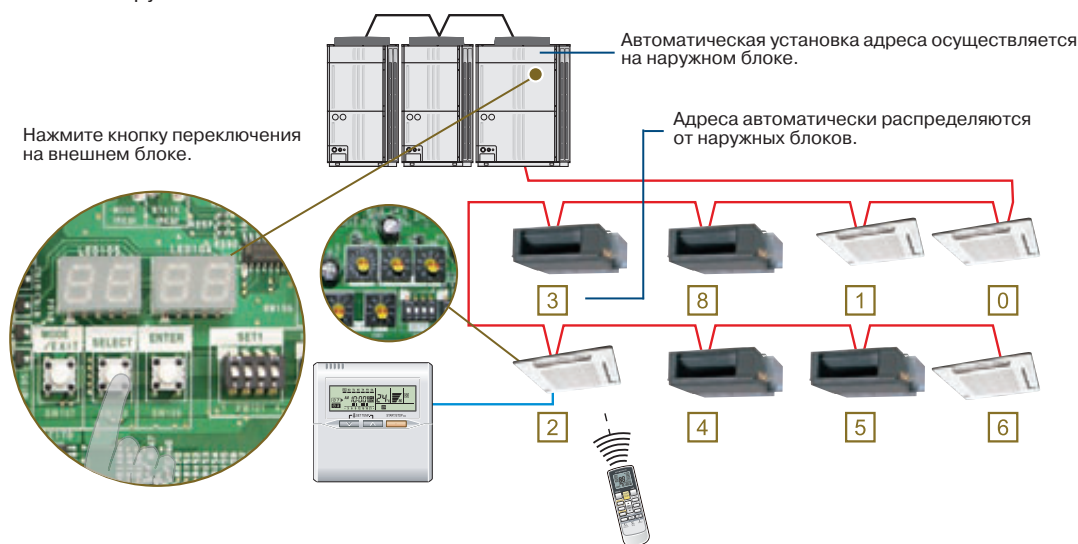 Автоматическая установка адреса осуществляется
на наружном блоке.
Адреса автоматически распределяются
от наружных блоков.
Нажмите кнопку переключения
на внешнем блоке.
MODE
/EXIT
SELECT
ENTER
SET1
3
8
1
0
2
4
5
6